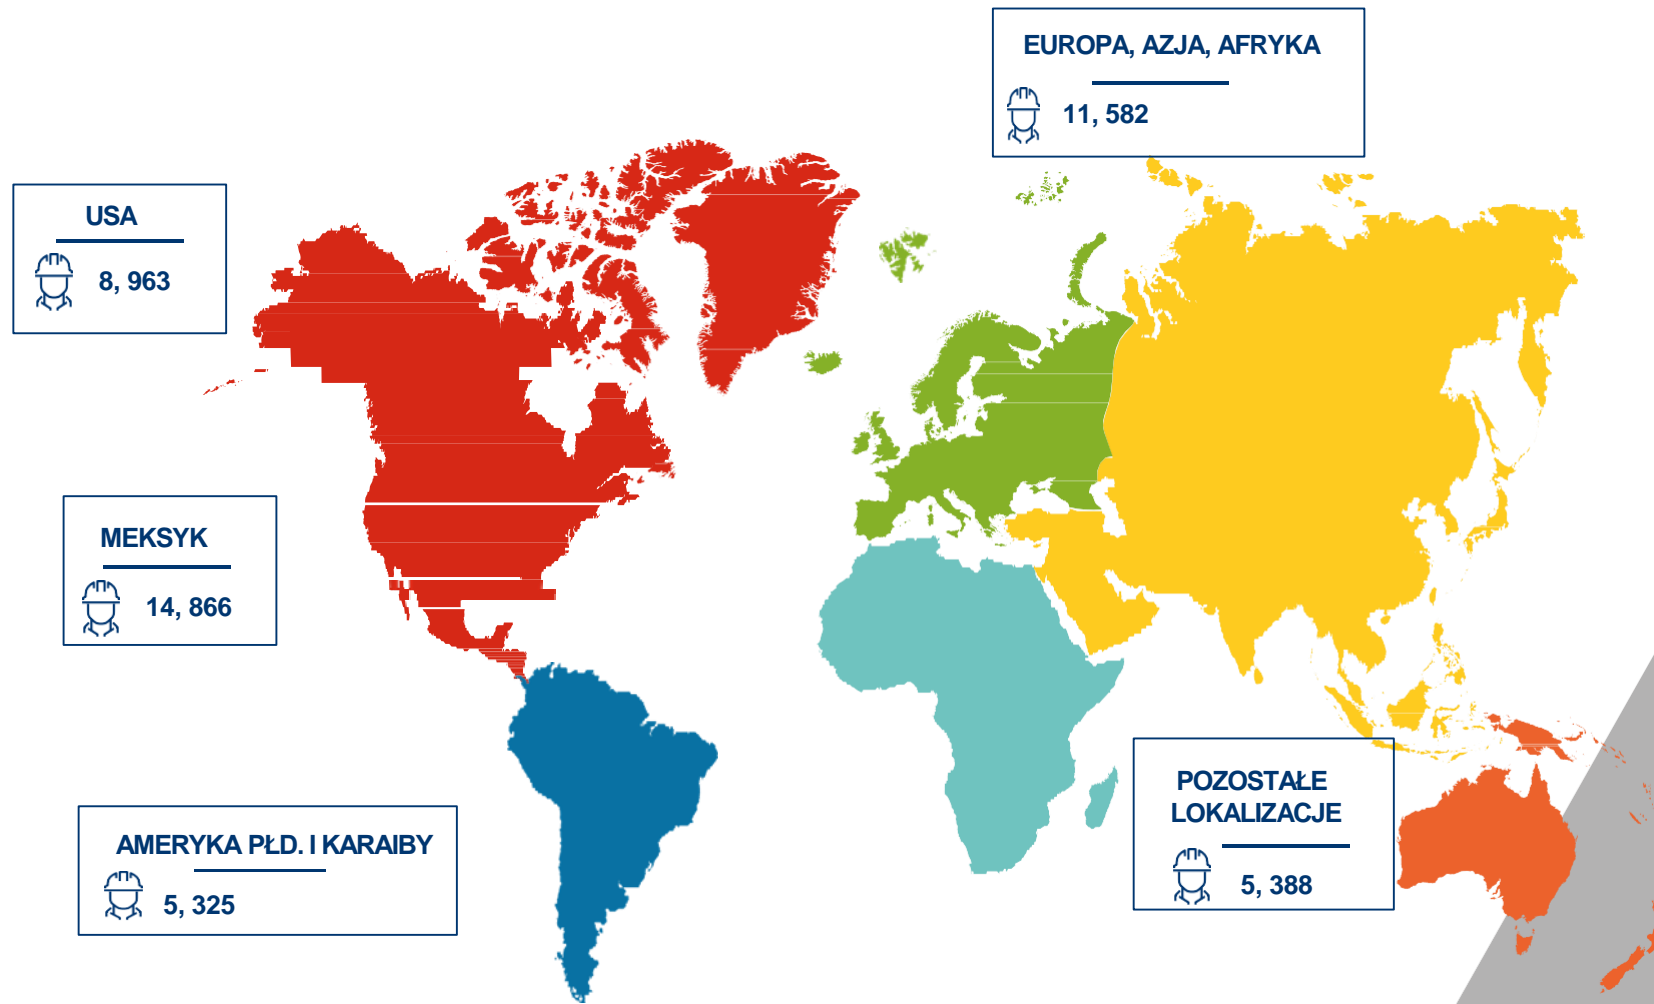 EUROPA, AZJA, AFRYKA
11, 582
USA
8, 963
MEKSYK
14, 866
POZOSTAŁE
LOKALIZACJE
5, 388
AMERYKA PŁD. I KARAIBY
5, 325